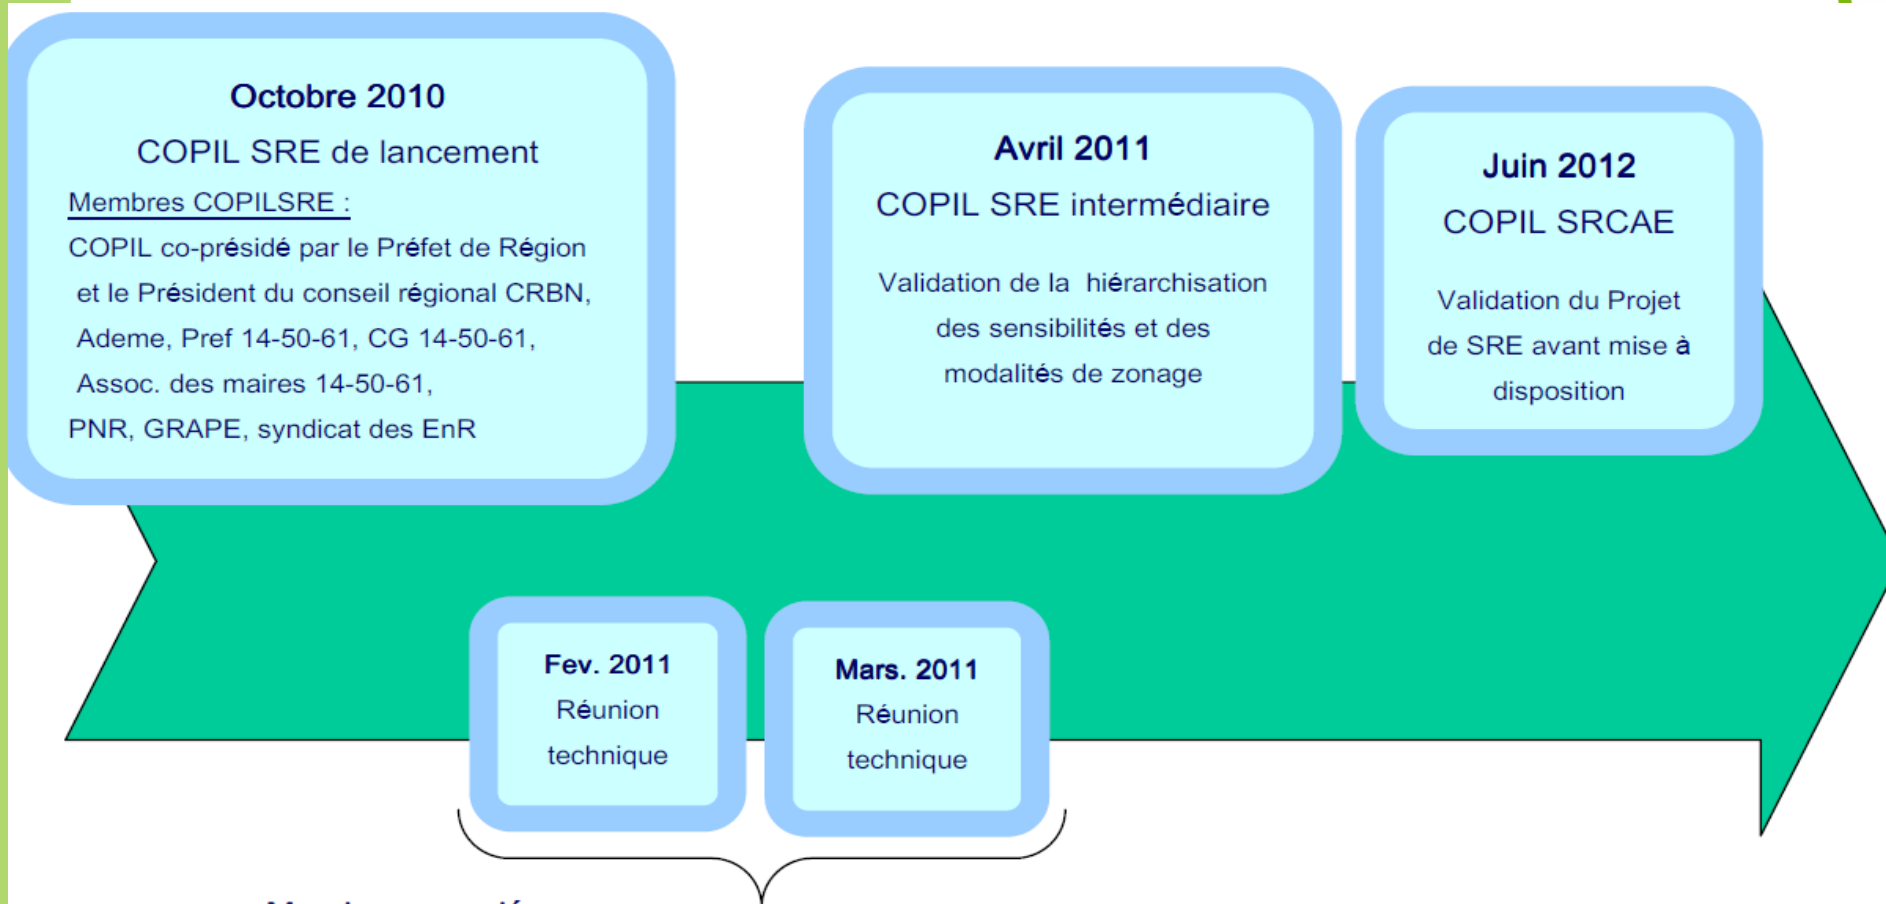 Octobre 2010
COPIL SRE de lancement
Membres COPILSRE :
COPIL co-présidé par le Préfet de Région
et le Président du conseil régional CRBN,
Ademe, Pref 14-50-61, CG 14-50-61,
Assoc. des maires 14-50-61,
PNR, GRAPE, syndicat des EnR
Avril 2011
COPIL SRE intermédiaire
Validation de la hiérarchisation
des sensibilités et des
modalités de zonage
Juin 2012
COPIL SRCAE
Validation du Projet
de SRE avant mise à
disposition
Fev. 2011
Réunion
technique
Mars. 2011
Réunion
technique